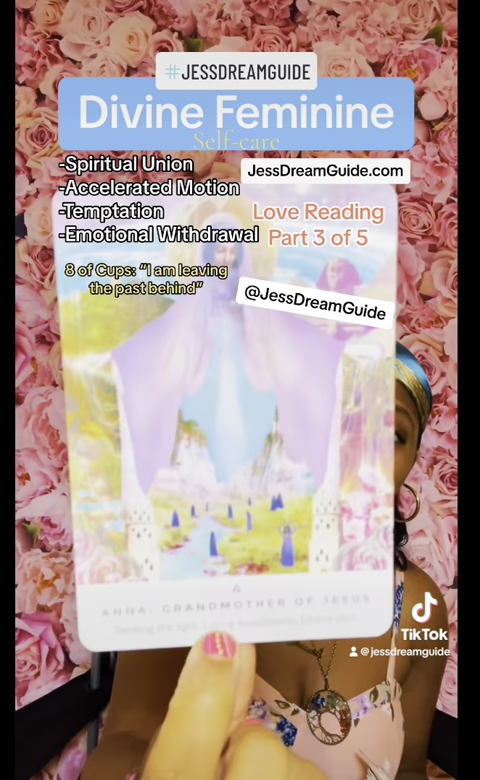 #JESSDREAMGUIDE
Divine Feminine
Self-care
-Spiritual Union
-Accelerated Motion
-Temptation
-Emotional Withdrawal
JessDreamGuide.com
Love Reading
Part 3 of 5
8 of Cups: “I am leaving
the past behind”
@JessDreamGuide
ANNA, GRANDMOTHER OF JESUS
TikTok
@jessdreamguide